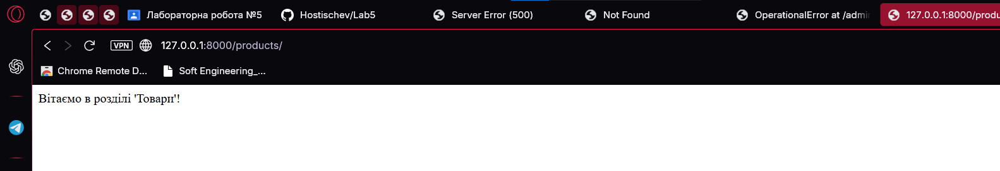 Лабораторна робота №5
Hostischev/Lab5
Server Error (500)
Not Found
OperationalError at /admin
127.0.0.1:8000/produ
VPN
127.0.0.1:8000/products/
Chrome Remote D...
Soft Engineering_...
Вітаємо в розділі 'Товари'!